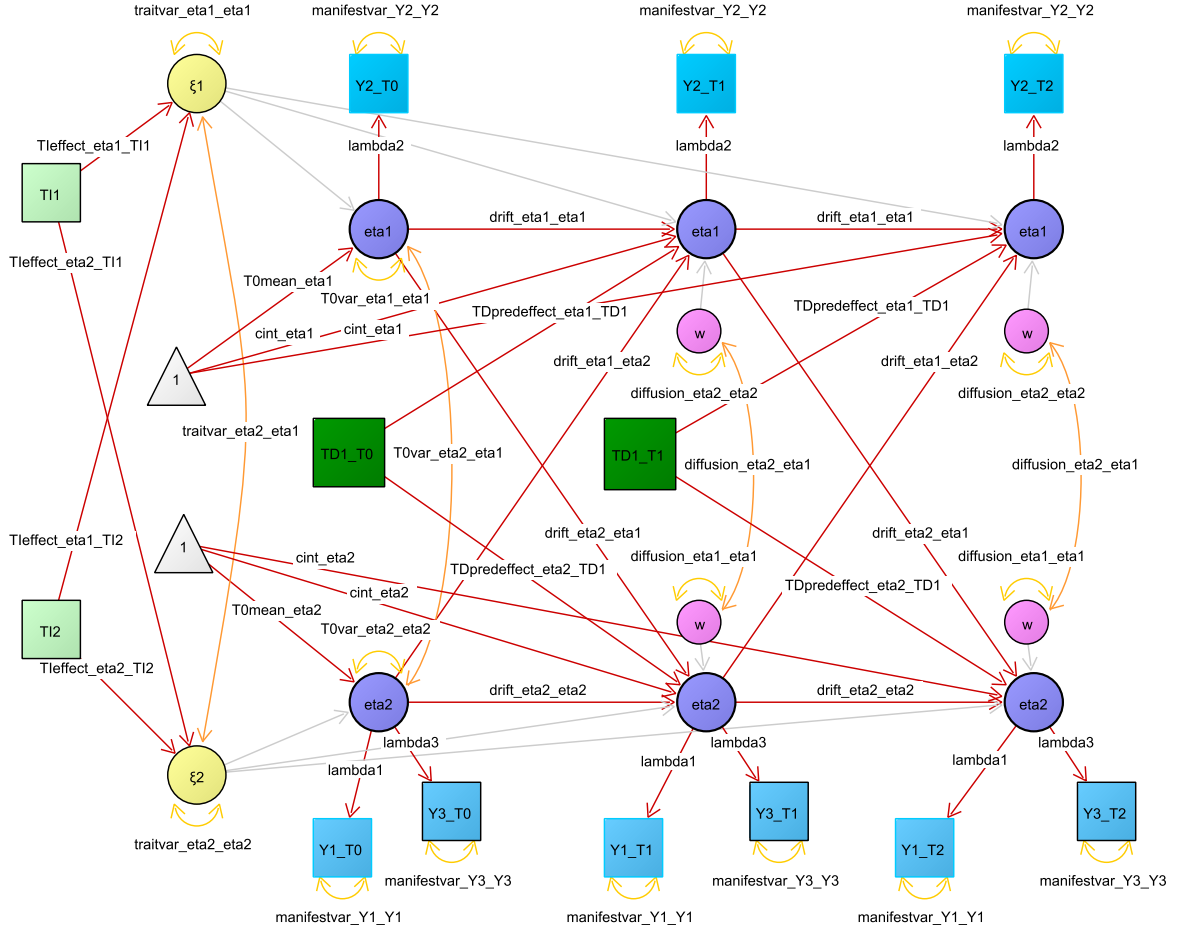 traitvar_eta1_eta1
manifestvar_Y2_Y2
manifestvar_Y2_Y2
manifestvar_Y2_Y2
ξ1
Y2_T0
Y2_T1
Y2_T2
TIeffect_eta1_TI1
lambda2
lambda2
lambda2
TI1
eta1
drift_eta1_eta1
eta1
drift_eta1_eta1
eta1
TIeffect_eta2_TI1
T0mean_eta1
T0var_eta1_eta1
TDpredeffect_eta1_TD1
TDpredeffect_eta1_TD1
cint_eta1
cint_eta1
w
w
drift_eta1_eta2
drift_eta1_eta2
1
diffusion_eta2_eta2
diffusion_eta2_eta2
traitvar_eta2_eta1
TD1_T0
T0var_eta2_eta1
TD1_T1
diffusion_eta2_eta1
diffusion_eta2_eta1
TIeffect_eta1_TI2
1
cint_eta2
drift_eta2_eta1
drift_eta2_eta1
diffusion_eta1_eta1
diffusion_eta1_eta1
TDpredeffect_eta2_TD1
TDpredeffect_eta2_TD1
cint_eta2
T0mean_eta2
T0var_eta2_eta2
w
w
TI2
TIeffect_eta2_TI2
eta2
drift_eta2_eta2
eta2
drift_eta2_eta2
eta2
lambda3
lambda3
lambda3
lambda1
lambda1
lambda1
ξ2
Y3_T0
Y3_T1
Y3_T2
traitvar_eta2_eta2
Y1_T0
Y1_T1
Y1_T2
manifestvar_Y3_Y3
manifestvar_Y3_Y3
manifestvar_Y3_Y3
manifestvar_Y1_Y1
manifestvar_Y1_Y1
manifestvar_Y1_Y1